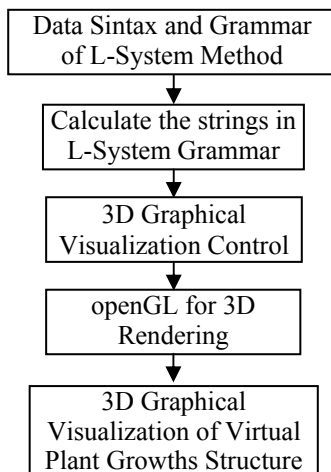 Data Sintax and Grammar
of L-System Method
Calculate the strings in
L-System Grammar
3D Graphical
Visualization Control
openGL for 3D
Rendering
3D Graphical
Visualization of Virtual
Plant Growths Structure